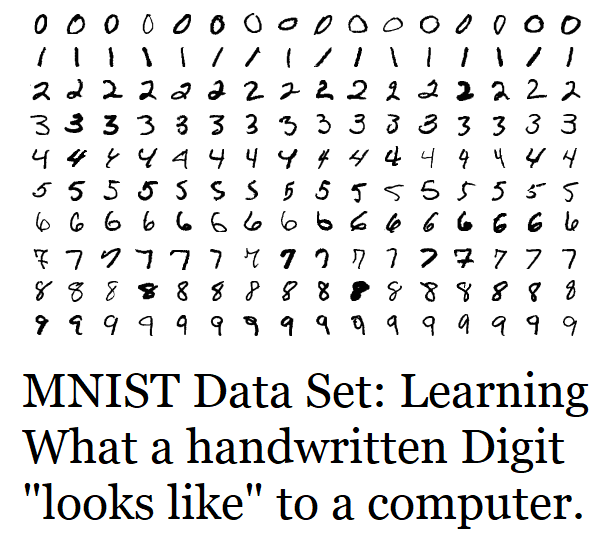 0 0 0 0 0 0 0 0 0 0 0 0 0 0 0 0
1 1 1 1 1 1 1 1 1 1 1 1 1 1 1 1
2 2 2 2 2 2 2 2 2 2 2 2 2 2 2 2
3 3 3 3 3 3 3 3 3 3 3 3 3 3 3 3
4 4 4 4 4 4 4 4 4 4 4 4 4 4 4 4
5 5 5 5 5 5 5 5 5 5 5 5 5 5 5 5
6 6 6 6 6 6 6 6 6 6 6 6 6 6 6 6
7 7 7 7 7 7 7 7 7 7 7 7 7 7 7 7
8 8 8 8 8 8 8 8 8 8 8 8 8 8 8 8
9 9 9 9 9 9 9 9 9 9 9 9 9 9 9 9
MNIST Data Set: Learning
What a handwritten Digit
"looks like" to a computer.